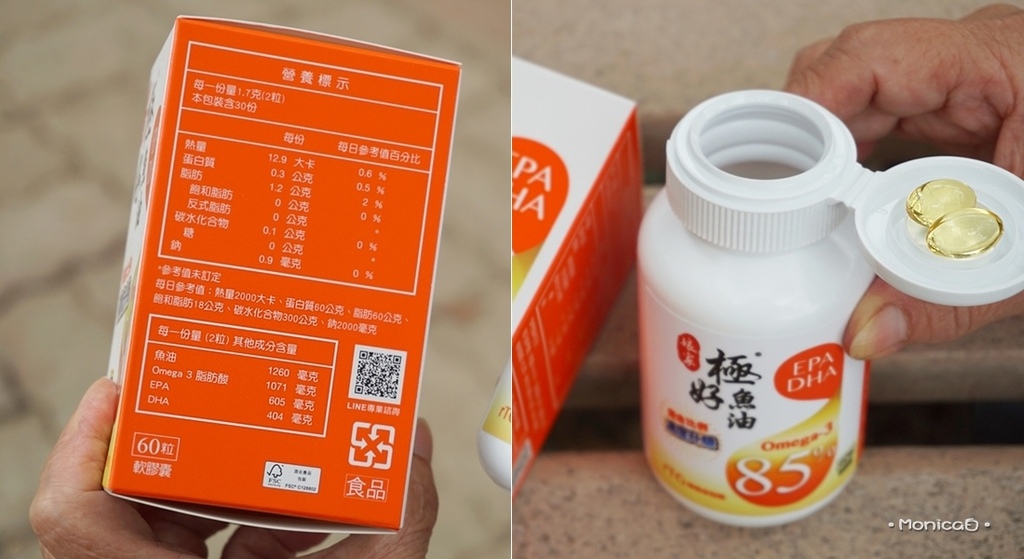 營養標示
每一份量1.7克(2粒)
本包裝含30份
每份 每日參考值百分比
熱量 12.9 大卡 0.6 %
蛋白質 0.3 公克 0.5 %
脂肪 1.2 公克 2 %
飽和脂肪 0 公克 0 %
反式脂肪 0 公克 *
碳水化合物 0.1 公克 0 %
糖 0 公克 *
鈉 0.9 毫克 0 %
*參考值未訂定
每日參考值：熱量2000大卡、蛋白質60公克、脂肪60公克、
飽和脂肪18公克、碳水化合物300公克、鈉2000毫克
每一份量 (2粒) 其他成分含量
魚油 1260 毫克
Omega 3 脂肪酸 1071 毫克
EPA 605 毫克
DHA 404 毫克
LINE專業諮詢
60粒
軟膠囊
FSC
食品
EPA
DHA
娘家
極好
魚油
EPA
DHA
Omega-3
85%
rTG
•Monica•